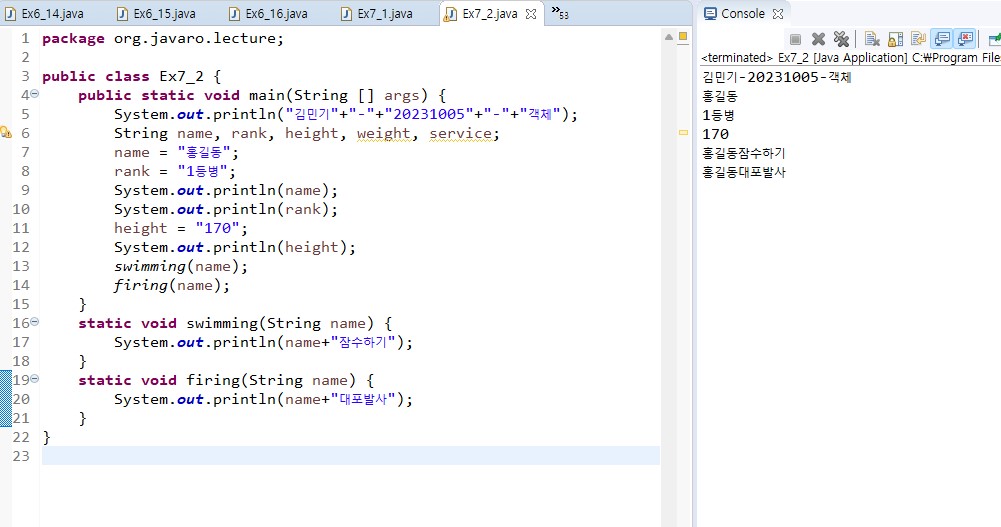 Ex6_14.java Ex6_15.java Ex6_16.java Ex7_1.java Ex7_2.java »53
1 package org.javaro.lecture;
2
3 public class Ex7_2 {
4 public static void main(String [] args) {
5 System.out.println("김민기"+"-"+"20231005"+"-"+"객체");
6 String name, rank, height, weight, service;
7 name = "홍길동";
8 rank = "1등병";
9 System.out.println(name);
10 System.out.println(rank);
11 height = "170";
12 System.out.println(height);
13 swimming(name);
14 firing(name);
15 }
16 static void swimming(String name) {
17 System.out.println(name+"잠수하기");
18 }
19 static void firing(String name) {
20 System.out.println(name+"대포발사");
21 }
22 }
23
Console
<terminated> Ex7_2 [Java Application] C:₩Program Files
김민기-20231005-객체
홍길동
1등병
170
홍길동잠수하기
홍길동대포발사